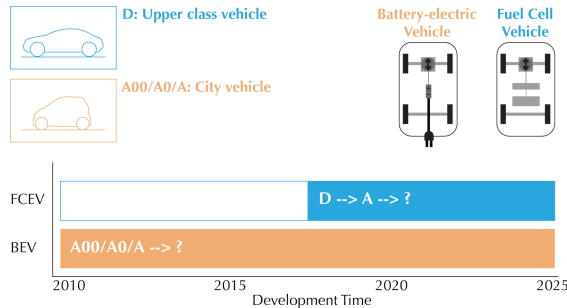 D: Upper class vehicle
A00/A0/A: City vehicle
Battery-electric
Vehicle
Fuel Cell
Vehicle
FCEV
D --> A --> ?
BEV
A00/A0/A --> ?
2010
2015
2020
2025
Development Time